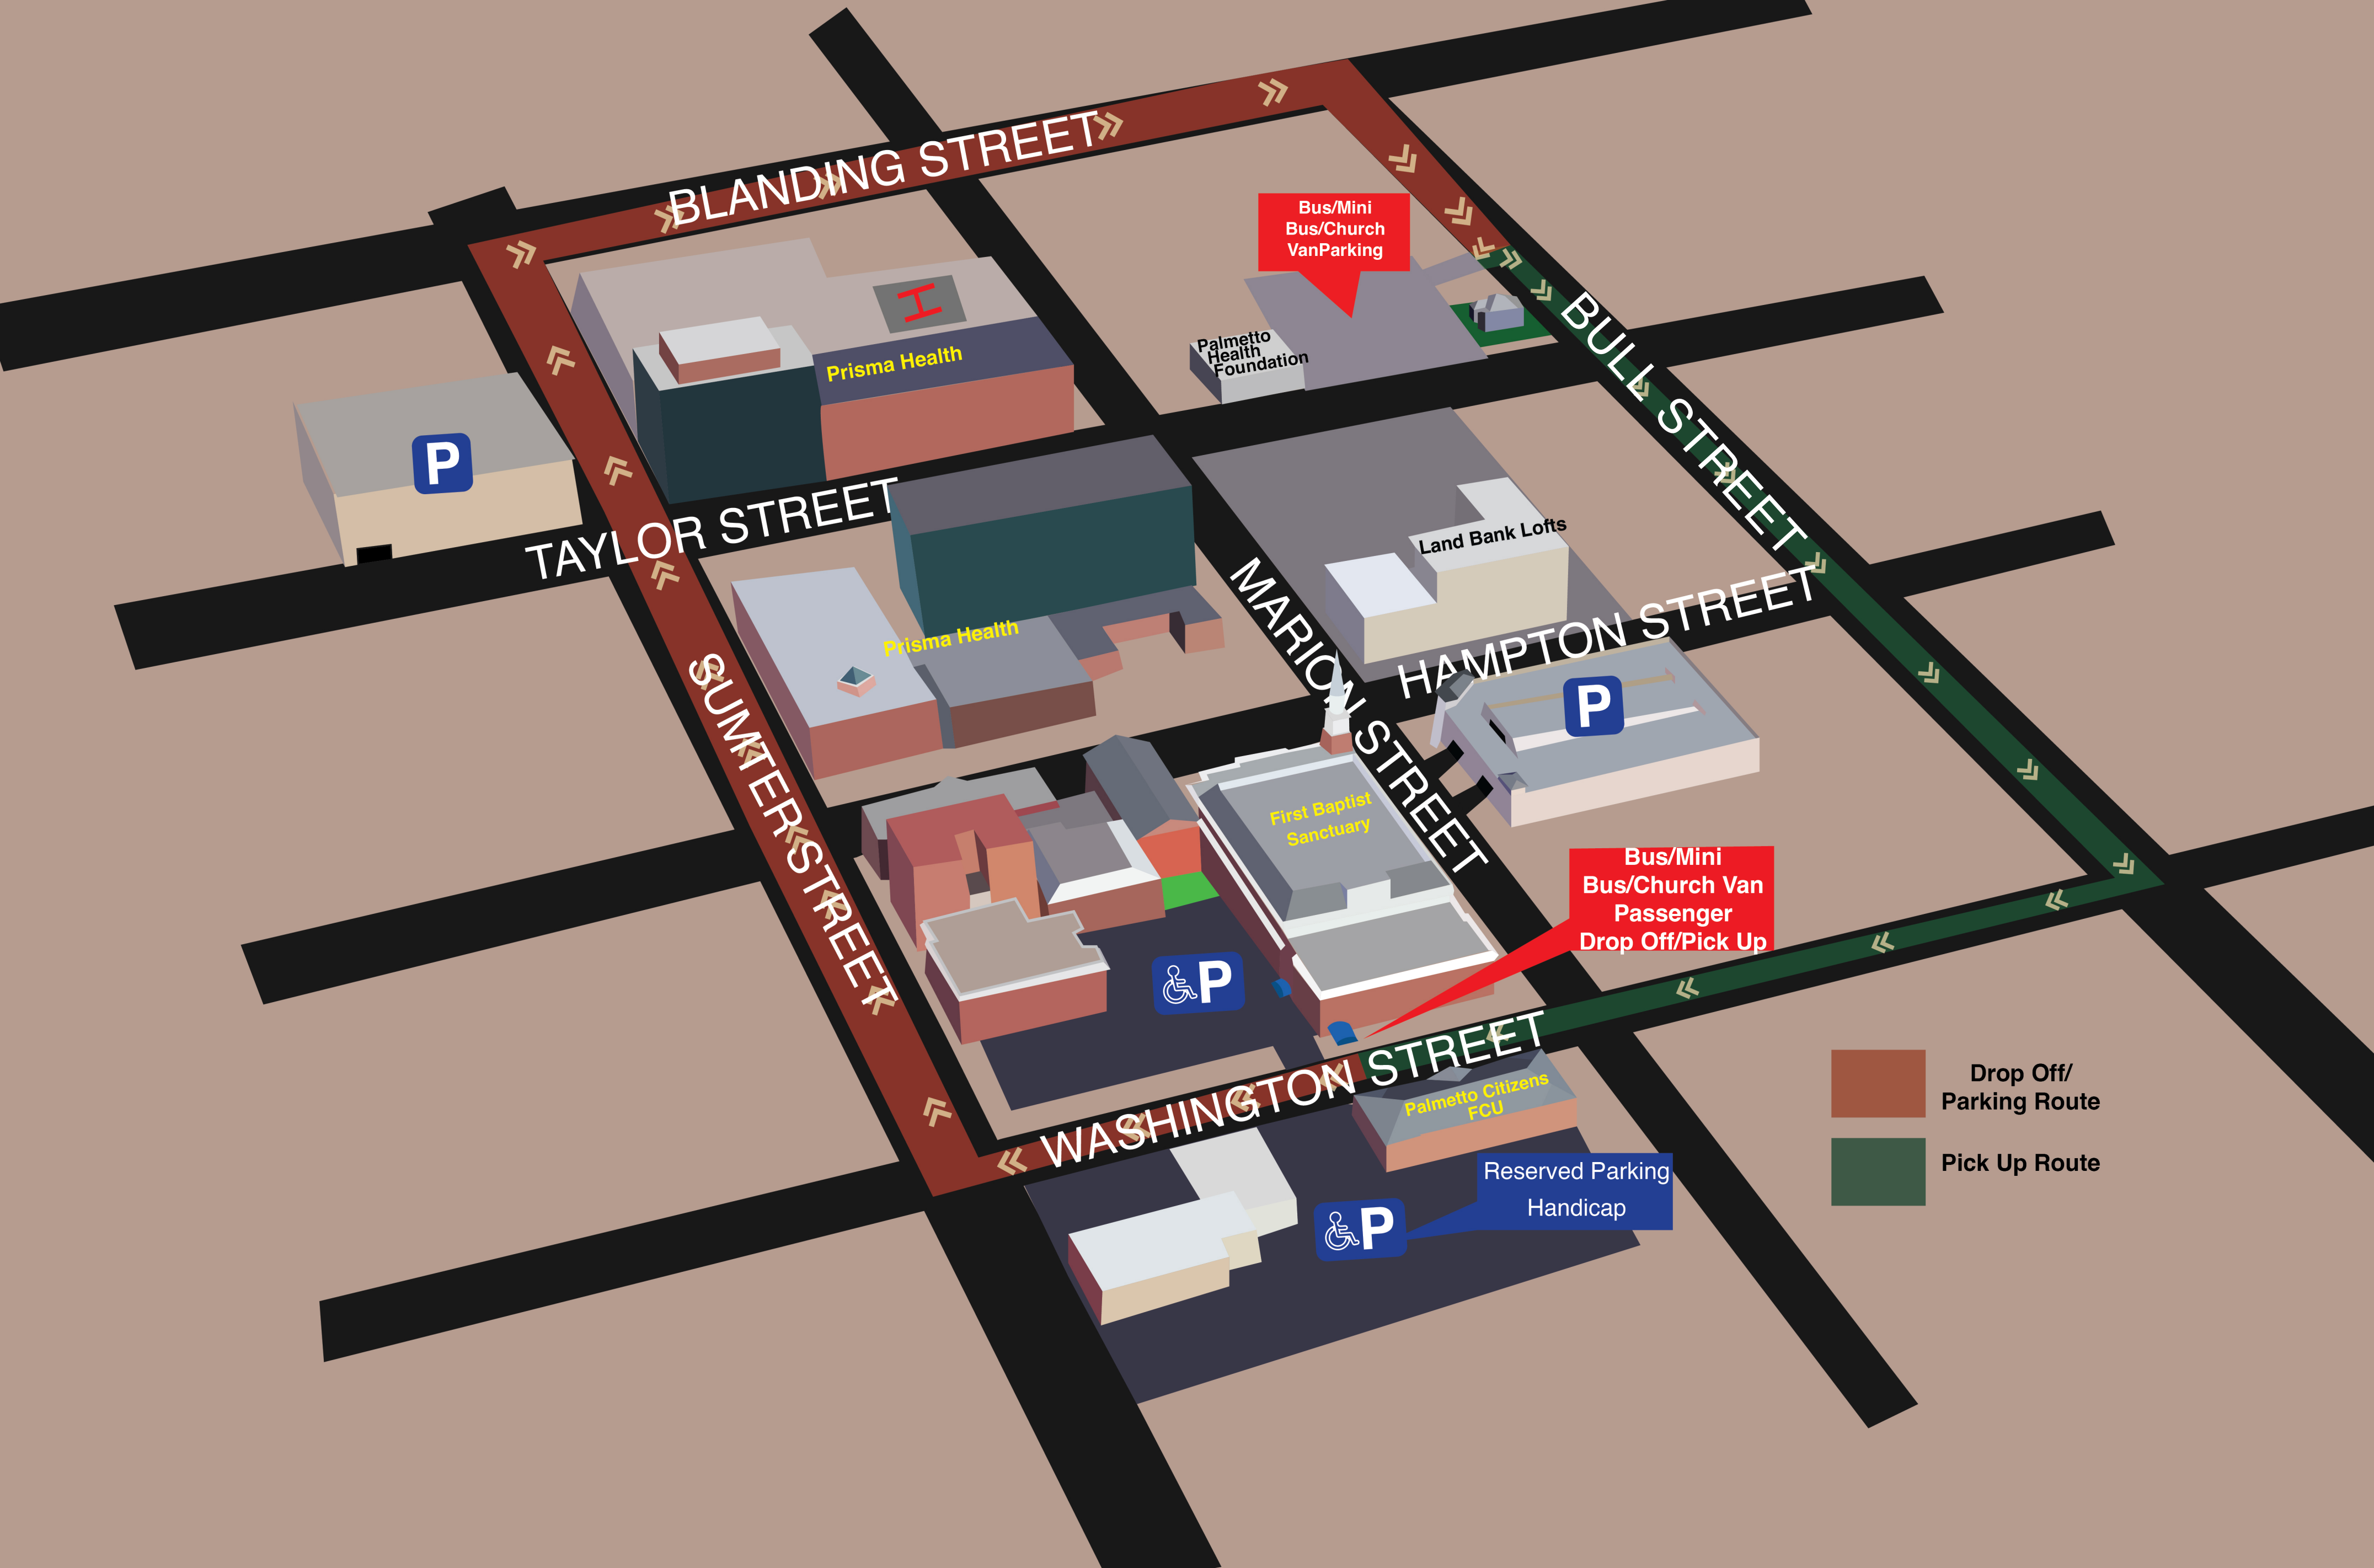 BLANDING STREET
Bus/Mini
Bus/Church
VanParking
BULL STREET
Palmetto
Health
Foundation
H
Prisma Health
P
TAYLOR STREET
Land Bank Lofts
MARION STREET
HAMPTON STREET
Prisma Health
SUMTER STREET
P
First Baptist
Sanctuary
Bus/Mini
Bus/Church Van
Passenger
Drop Off/Pick Up
P
WASHINGTON STREET
Palmetto Citizens
FCU
Drop Off/
Parking Route
Pick Up Route
Reserved Parking
Handicap
P